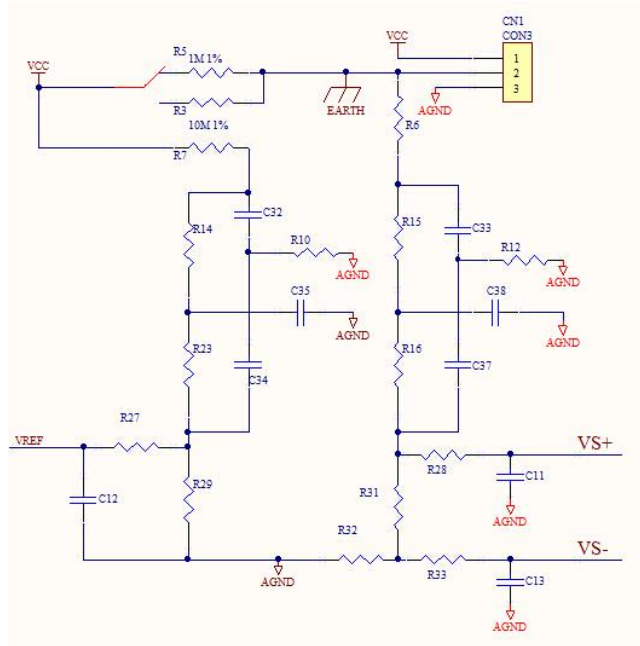 CN1
CON3
VCC
1
2
3
AGND
R5
1M 1%
VCC
R3
10M 1%
R7
EARTH
R6
C32
R14
R10
AGND
C35
AGND
R23
C34
R15
C33
R12
AGND
C38
AGND
R16
C37
R27
VREF
C12
R29
R28
VS+
C11
AGND
R31
R32
AGND
R33
VS-
C13
AGND